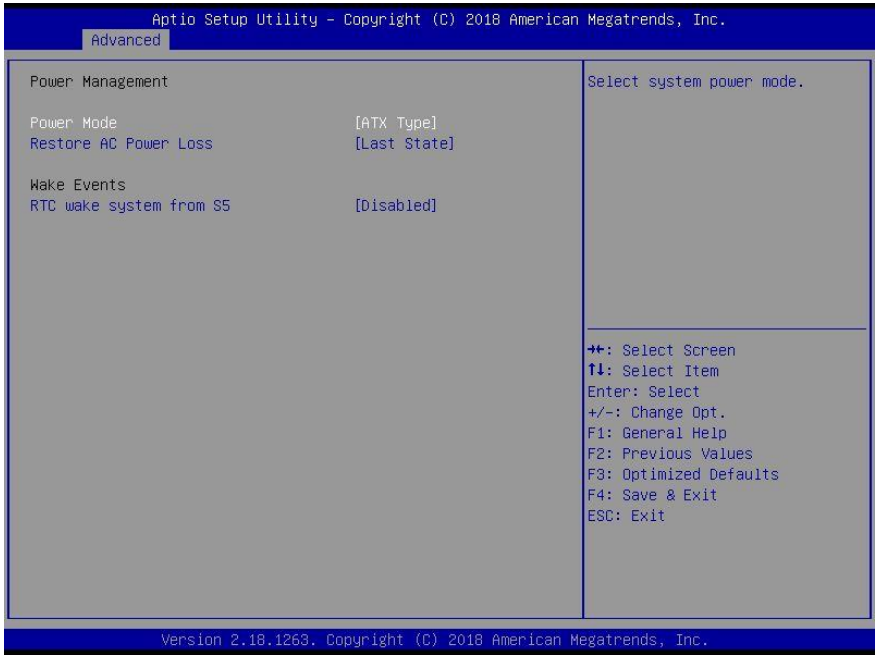 Aptio Setup Utility – Copyright (C) 2018 American Megatrends, Inc.
Advanced
Power Management
Power Mode [ATX Type]
Restore AC Power Loss [Last State]
Wake Events
RTC wake system from S5 [Disabled]
Select system power mode.
→←: Select Screen
↑↓: Select Item
Enter: Select
+/-: Change Opt.
F1: General Help
F2: Previous Values
F3: Optimized Defaults
F4: Save & Exit
ESC: Exit
Version 2.18.1263. Copyright (C) 2018 American Megatrends, Inc.